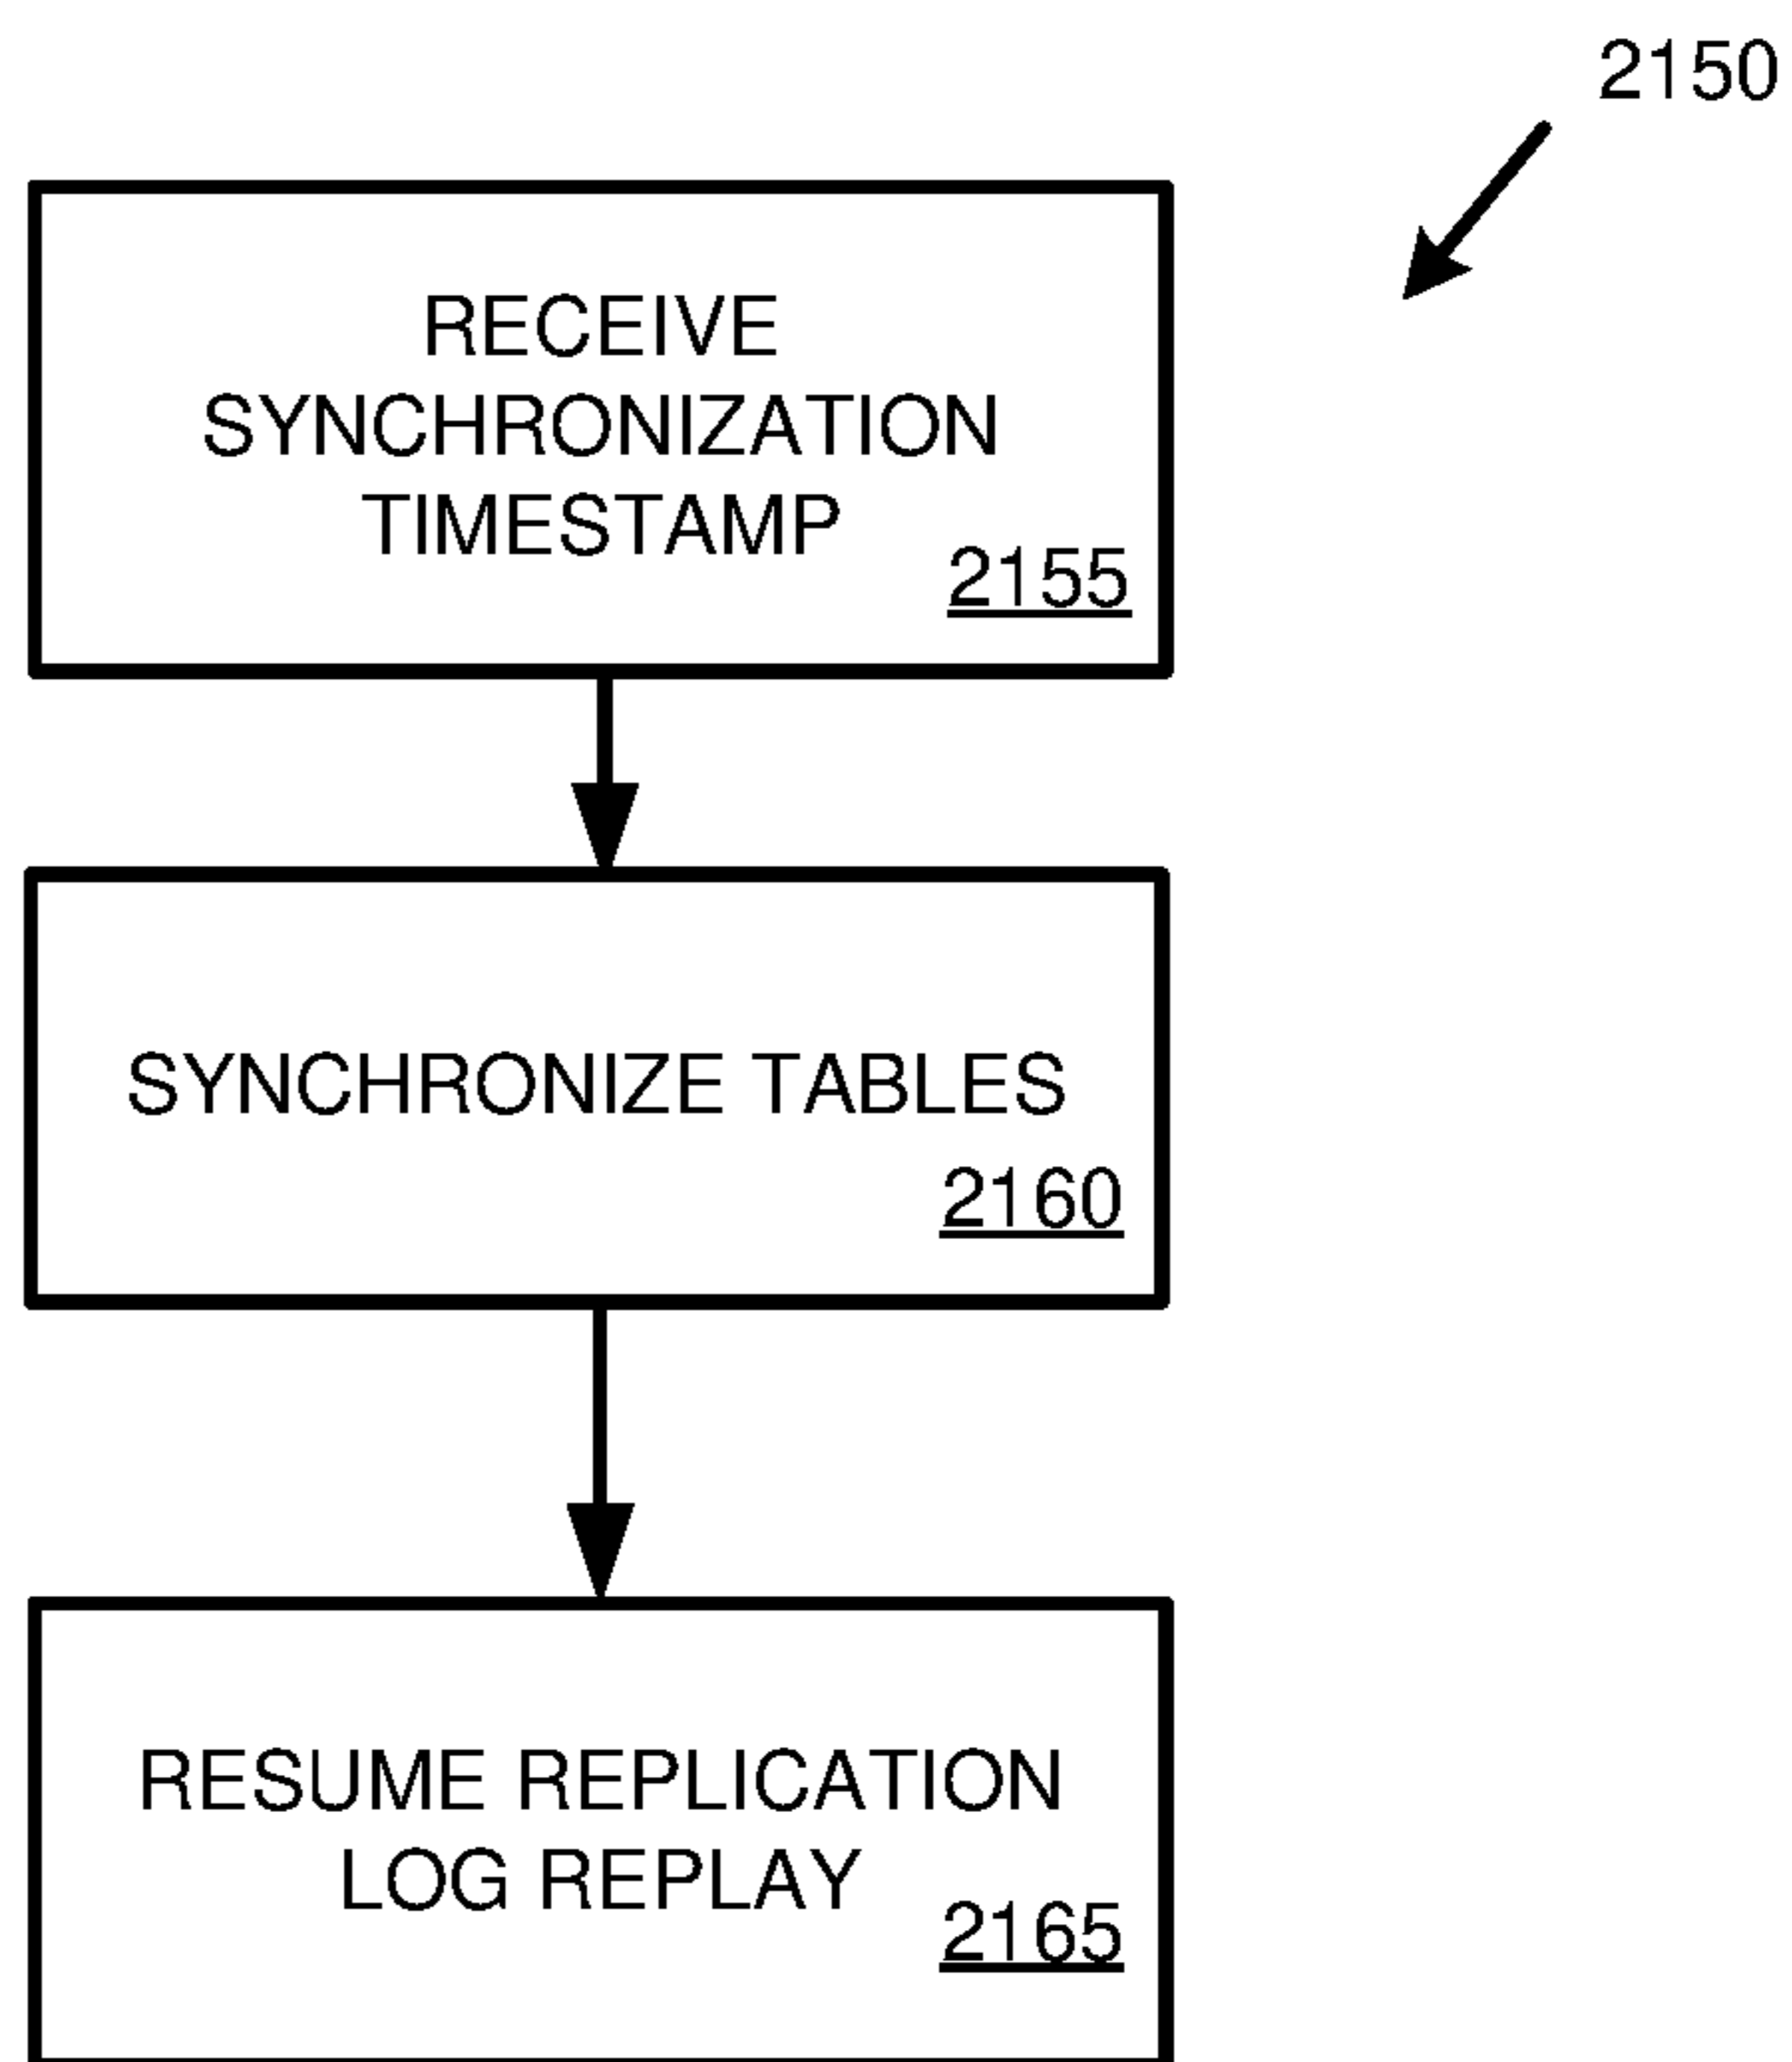 2150
RECEIVE
SYNCHRONIZATION
TIMESTAMP
2155
SYNCHRONIZE TABLES
2160
RESUME REPLICATION
LOG REPLAY
2165